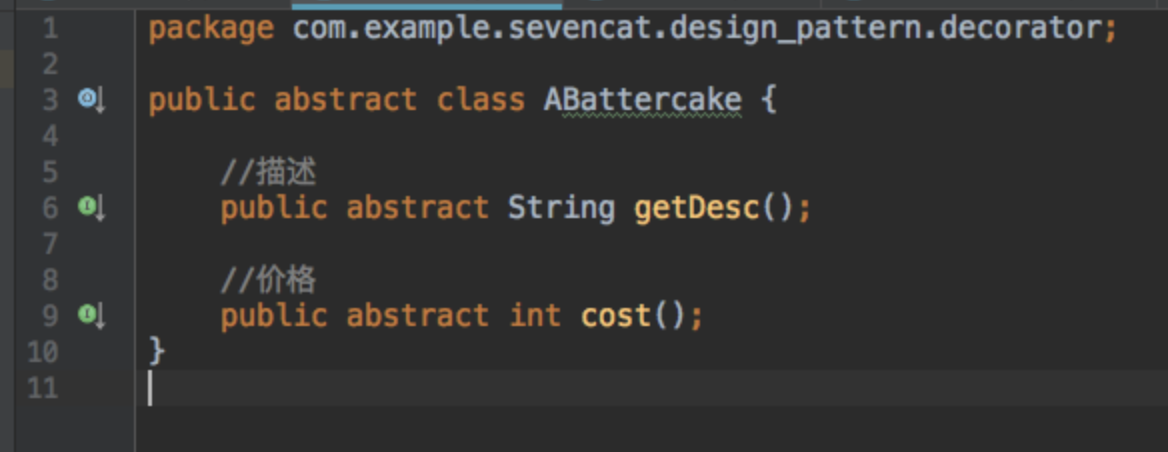 1 package com.example.sevencat.design_pattern.decorator;
2
3 public abstract class ABattercake {
4
5 //描述
6 public abstract String getDesc();
7
8 //价格
9 public abstract int cost();
10 }
11